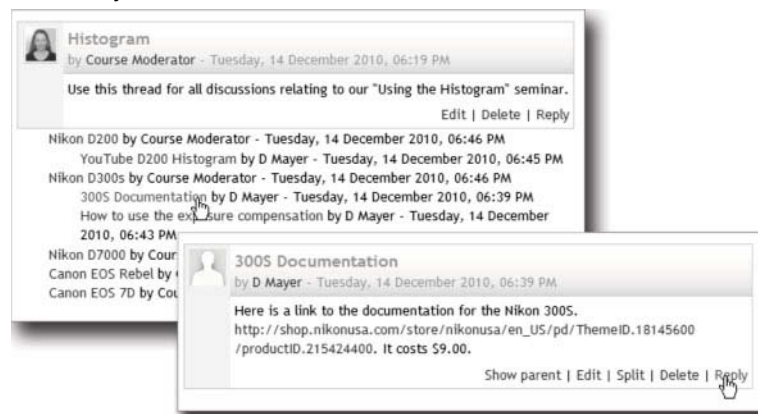 Histogram
by Course Moderator - Tuesday, 14 December 2010, 06:19 PM
Use this thread for all discussions relating to our "Using the Histogram" seminar.
Edit | Delete | Reply
Nikon D200 by Course Moderator - Tuesday, 14 December 2010, 06:46 PM
YouTube D200 Histogram by D Mayer - Tuesday, 14 December 2010, 06:45 PM
Nikon D300s by Course Moderator - Tuesday, 14 December 2010, 06:46 PM
300S Documentation by D Mayer - Tuesday, 14 December 2010, 06:39 PM
How to use the exposure compensation by D Mayer - Tuesday, 14 December
2010, 06:43 PM
Nikon D7000 by Cour
Canon EOS Rebel by
Canon EOS 7D by Cou
300S Documentation
by D Mayer - Tuesday, 14 December 2010, 06:39 PM
Here is a link to the documentation for the Nikon 300S.
http://shop.nikonusa.com/store/nikonusa/en_US/pd/ThemeID.18145600
/productID.215424400. It costs $9.00.
Show parent | Edit | Split | Delete | Reply